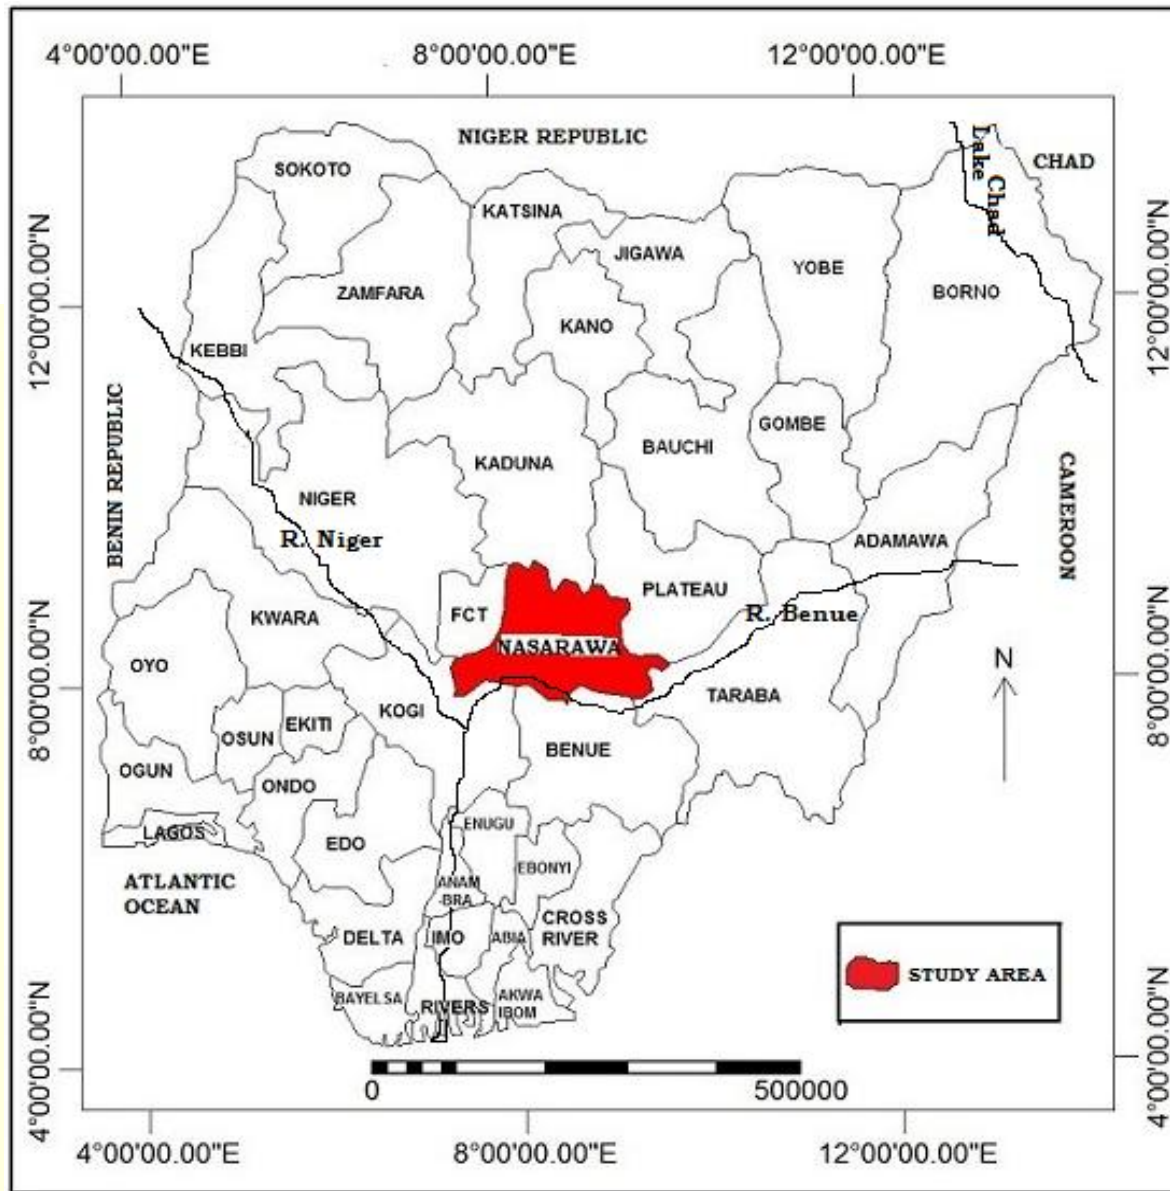 4°00'00.00"E
8°00'00.00"E
12°00'00.00"E
NIGER REPUBLIC
Lake Chad
CHAD
SOKOTO
KATSINA
JIGAWA
YOBE
12°00'00.00"N
ZAMFARA
BORNO
12°00'00.00"N
KANO
KEBBI
BENIN REPUBLIC
GOMBE
BAUCHI
KADUNA
CAMEROON
NIGER
R. Niger
ADAMAWA
PLATEAU
FCT
R. Benue
KWARA
NASARAWA
OYO
N
8°00'00.00"N
TARABA
8°00'00.00"N
KOGI
EKITI
OSUN
BENUE
OGUN
ONDO
ENUGU
LAGOS
EDO
EBONYI
ATLANTIC
OCEAN
ANAM
-BRA
CROSS
RIVER
DELTA
IMO
ABIA
STUDY AREA
BAYELSA
RIVERS
AKWA
IBOM
4°00'00.00"N
4°00'00.00"N
0
500000
4°00'00.00"E
8°00'00.00"E
12°00'00.00"E